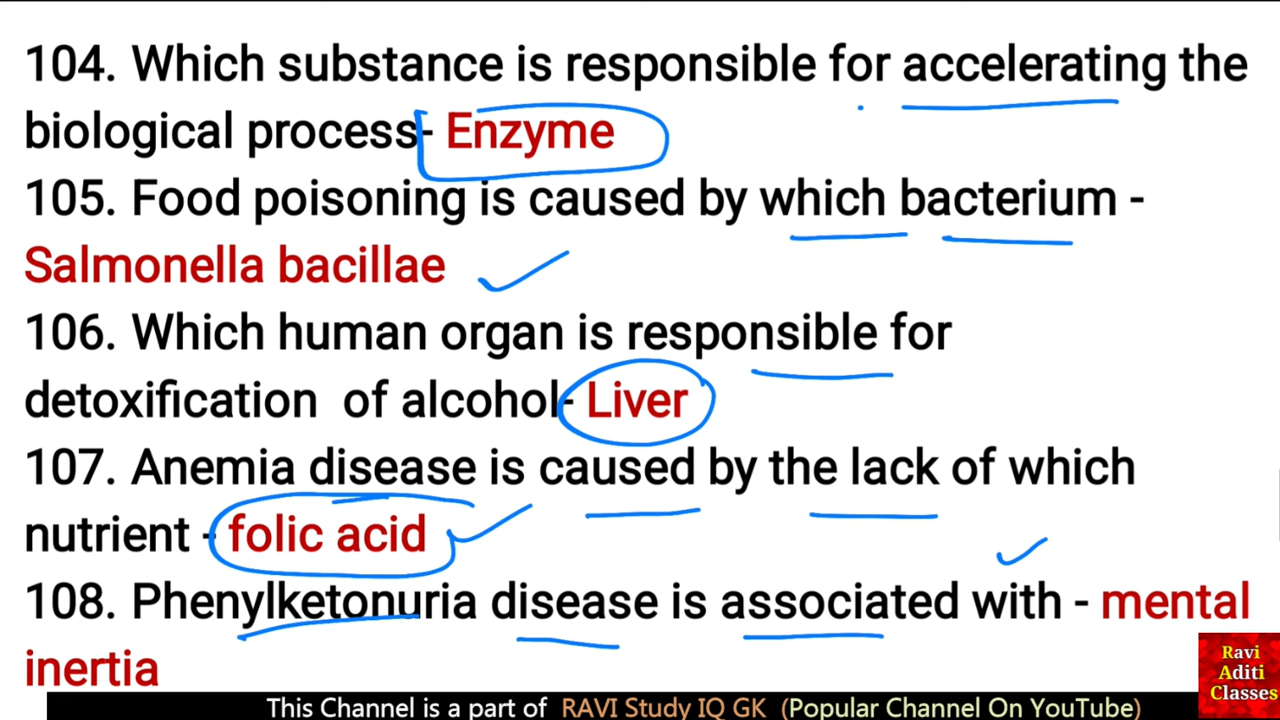 104. Which substance is responsible for accelerating the
biological process- Enzyme
105. Food poisoning is caused by which bacterium -
Salmonella bacillae
106. Which human organ is responsible for
detoxification of alcohol- Liver
107. Anemia disease is caused by the lack of which
nutrient - folic acid
108. Phenylketonuria disease is associated with - mental
inertia
Ravi
Aditi
Classes
This Channel is a part of RAVI Study IQ GK (Popular Channel On YouTube)